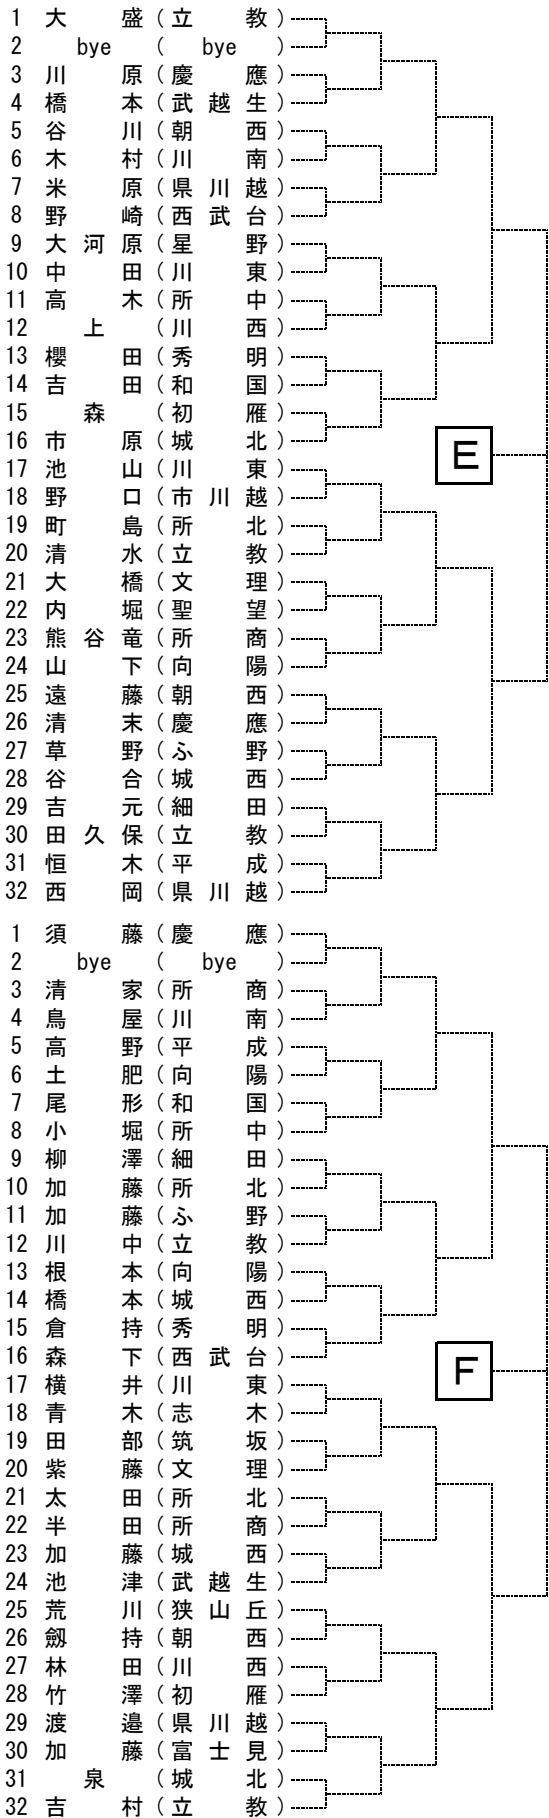 1 大盛(立教)
2 bye(bye)
3 川原(慶應)
4 橋本(武越生)
5 谷川(朝西)
6 木村(川南)
7 米原(県川越)
8 野崎(西武台)
9 大河原(星野)
10 中田(川東)
11 高木(所中)
12 上(川西)
13 櫻田(秀明)
14 吉田(和国)
15 森(初雁)
16 市原(城北)
E
17 池山(川東)
18 野口(市川越)
19 町島(所北)
20 清水(立教)
21 大橋(文理)
22 内堀(聖望)
23 熊谷竜(所商)
24 山下(向陽)
25 遠藤(朝西)
26 清末(慶應)
27 草野(ふ野)
28 谷合(城西)
29 吉元(細田)
30 田久保(立教)
31 恒木(平成)
32 西岡(県川越)
1 須藤(慶應)
2 bye(bye)
3 清家(所商)
4 鳥屋(川南)
5 高野(平成)
6 土肥(向陽)
7 尾形(和国)
8 小堀(所中)
9 柳澤(細田)
10 加藤(所北)
11 加藤(ふ野)
12 川中(立教)
13 根本(向陽)
14 橋本(城西)
15 倉持(秀明)
16 森下(西武台)
F
17 横井(川東)
18 青木(志木)
19 田部(筑坂)
20 紫藤(文理)
21 太田(所北)
22 半田(所商)
23 加藤(城西)
24 池津(武越生)
25 荒川(狭山丘)
26 剱持(朝西)
27 林田(川西)
28 竹澤(初雁)
29 渡邉(県川越)
30 加藤(富士見)
31 泉(城北)
32 吉村(立教)